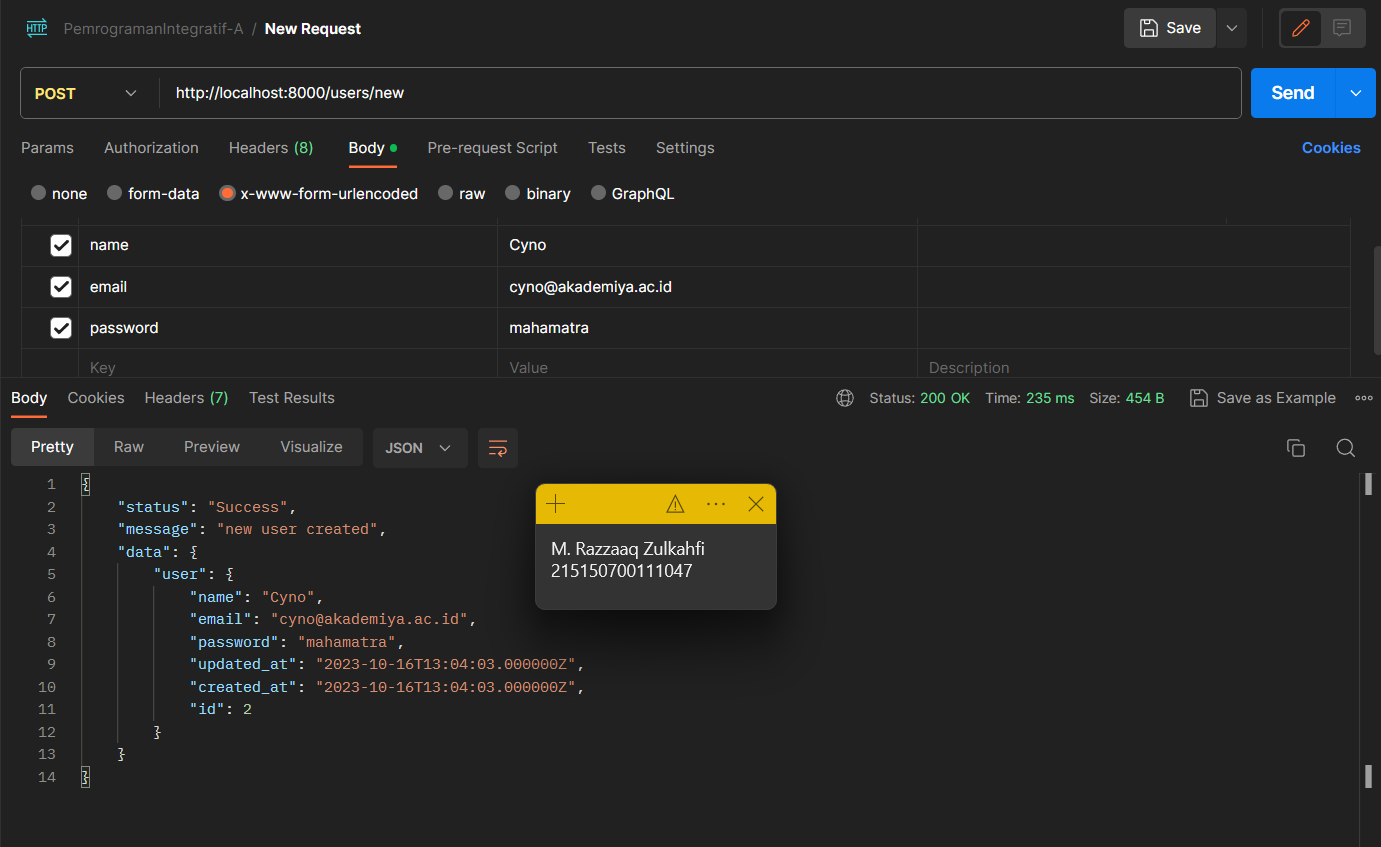 HTTP PemrogramanIntegratif-A / New Request Save
POST http://localhost:8000/users/new Send
Params Authorization Headers (8) Body Pre-request Script Tests Settings Cookies
none form-data x-www-form-urlencoded raw binary GraphQL
name Cyno
email cyno@akademiya.ac.id
password mahamatra
Key Value Description
Body Cookies Headers (7) Test Results Status: 200 OK Time: 235 ms Size: 454 B Save as Example
Pretty Raw Preview Visualize JSON
1 {
2 "status": "Success",
3 "message": "new user created",
4 "data": {
5 "user": {
6 "name": "Cyno",
7 "email": "cyno@akademiya.ac.id",
8 "password": "mahamatra",
9 "updated_at": "2023-10-16T13:04:03.000000Z",
10 "created_at": "2023-10-16T13:04:03.000000Z",
11 "id": 2
12 }
13 }
14 }
M. Razzaaq Zulkahfi
215150700111047